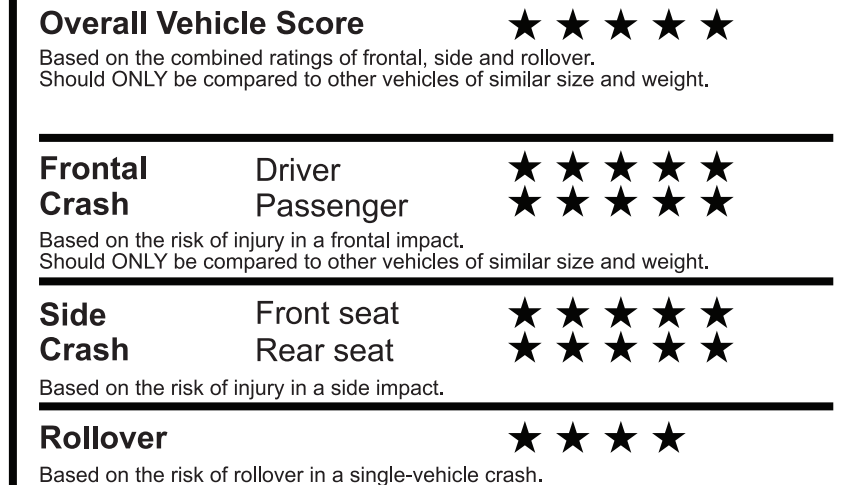 Overall Vehicle Score ★ ★ ★ ★ ★
Based on the combined ratings of frontal, side and rollover.
Should ONLY be compared to other vehicles of similar size and weight.
Frontal Driver ★ ★ ★ ★ ★
Crash Passenger ★ ★ ★ ★ ★
Based on the risk of injury in a frontal impact.
Should ONLY be compared to other vehicles of similar size and weight.
Side Front seat ★ ★ ★ ★ ★
Crash Rear seat ★ ★ ★ ★ ★
Based on the risk of injury in a side impact.
Rollover ★ ★ ★ ★
Based on the risk of rollover in a single-vehicle crash.